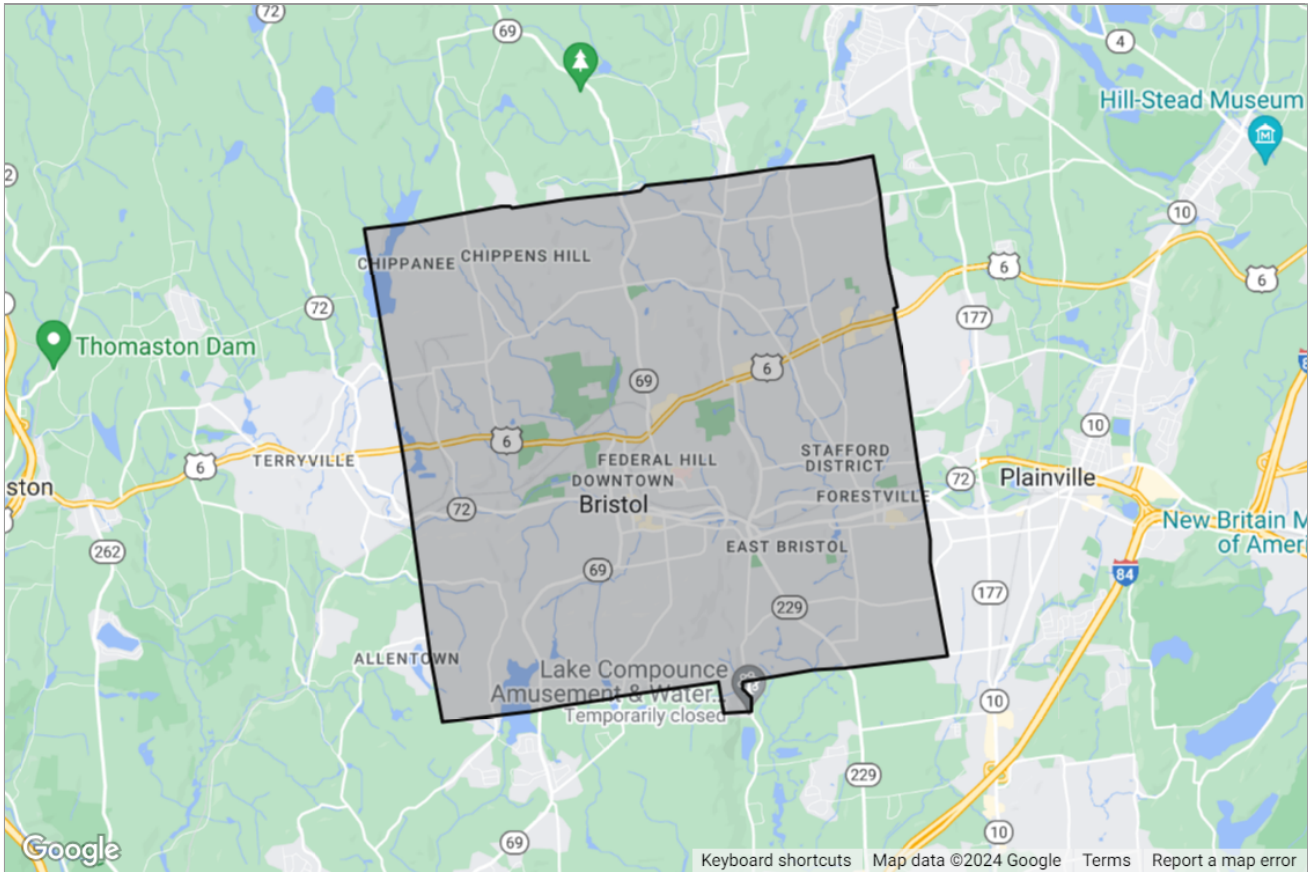 72
69
4
Hill-Stead Museum
2
10
CHIPPANEE
CHIPPENS HILL
6
6
72
177
Thomaston Dam
6
69
10
6
6
TERRYVILLE
FEDERAL HILL
STAFFORD
DISTRICT
DOWNTOWN
ston
72
Plainville
Bristol
FORESTVILLE
72
New Britain M
of Ameri
262
EAST BRISTOL
69
84
177
229
ALLENTOWN
Lake Compounce
Amusement & Water...
Temporarily closed
10
229
69
10
Google
Keyboard shortcuts
Map data ©2024 Google
Terms
Report a map error